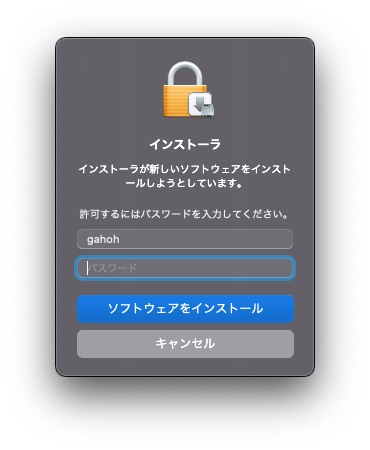 インストーラ
インストーラが新しいソフトウェアをインスト
ールしようとしています。
許可するにはパスワードを入力してください。
gahoh
パスワード
ソフトウェアをインストール
キャンセル